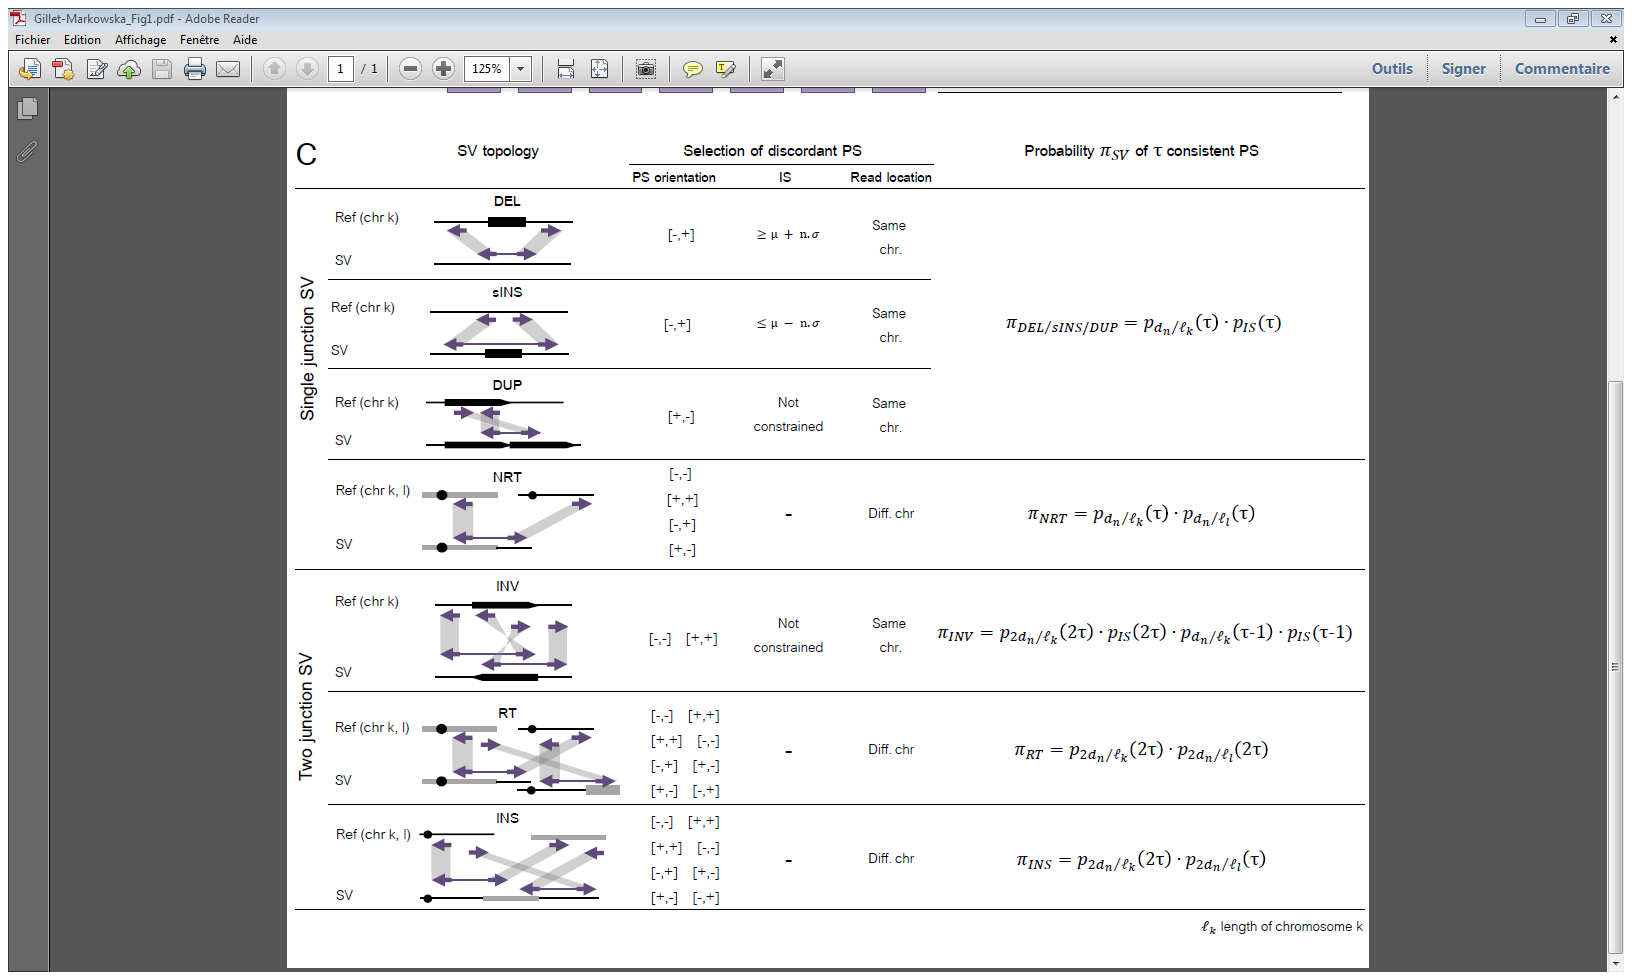 Gillet-Markowska_Fig1.pdf - Adobe Reader
Fichier Edition Affichage Fenêtre Aide
1 / 1 125% Outils Signer Commentaire
C SV topology Selection of discordant PS Probability π_SV of τ consistent PS
PS orientation IS Read location
Single junction SV
DEL
Ref (chr k)
SV
[-,+] ≥ µ + n.σ Same
chr.
sINS
Ref (chr k)
SV
[-,+] ≤ µ − n.σ Same
chr.
π_DEL/sINS/DUP = p_dn/ℓk(τ) · p_IS(τ)
DUP
Ref (chr k)
SV
[+,-] Not
constrained
Same
chr.
NRT
Ref (chr k, l)
SV
[-,-]
[+,+]
[-,+]
[+,-]
- Diff. chr π_NRT = p_dn/ℓk(τ) · p_dn/ℓl(τ)
Two junction SV
INV
Ref (chr k)
SV
[-,-] [+,+] Not
constrained
Same
chr.
π_INV = p_2dn/ℓk(2τ) · p_IS(2τ) · p_dn/ℓk(τ-1) · p_IS(τ-1)
RT
Ref (chr k, l)
SV
[-,-] [+,+]
[+,+] [-,-]
[-,+] [+,-]
[+,-] [-,+]
- Diff. chr π_RT = p_2dn/ℓk(2τ) · p_2dn/ℓl(2τ)
INS
Ref (chr k, l)
SV
[-,-] [+,+]
[+,+] [-,-]
[-,+] [+,-]
[+,-] [-,+]
- Diff. chr π_INS = p_2dn/ℓk(2τ) · p_2dn/ℓl(τ)
ℓk length of chromosome k